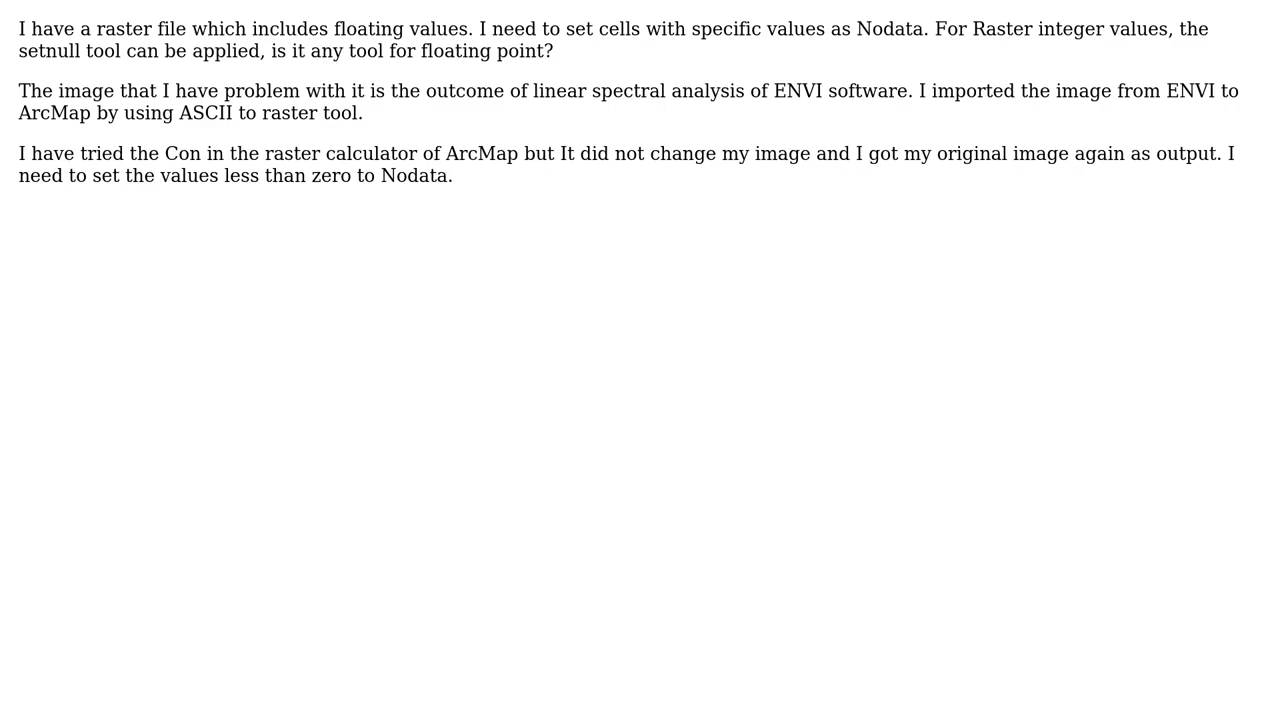 I have a raster file which includes floating values. I need to set cells with specific values as Nodata. For Raster integer values, the
setnull tool can be applied, is it any tool for floating point?
The image that I have problem with it is the outcome of linear spectral analysis of ENVI software. I imported the image from ENVI to
ArcMap by using ASCII to raster tool.
I have tried the Con in the raster calculator of ArcMap but It did not change my image and I got my original image again as output. I
need to set the values less than zero to Nodata.